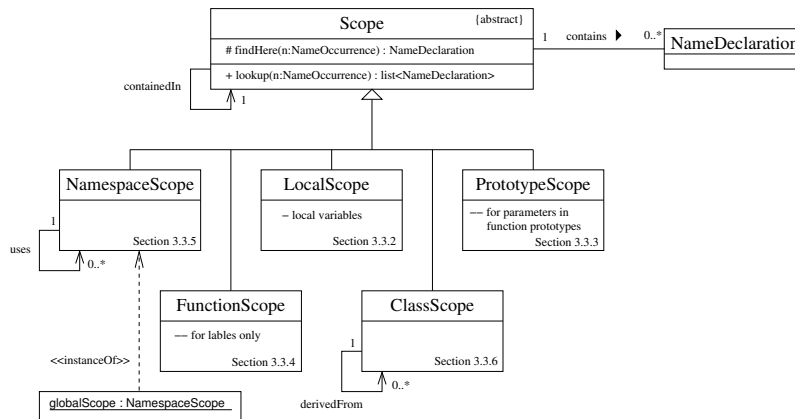 Scope
{abstract}
# findHere(n:NameOccurrence) : NameDeclaration
+ lookup(n:NameOccurrence) : list<NameDeclaration>
1
contains
0..*
NameDeclaration
containedIn
1
NamespaceScope
Section 3.3.5
1
uses
0..*
LocalScope
– local variables
Section 3.3.2
PrototypeScope
–– for parameters in
function prototypes
Section 3.3.3
FunctionScope
–– for lables only
Section 3.3.4
ClassScope
Section 3.3.6
1
derivedFrom
0..*
<<instanceOf>>
globalScope : NamespaceScope